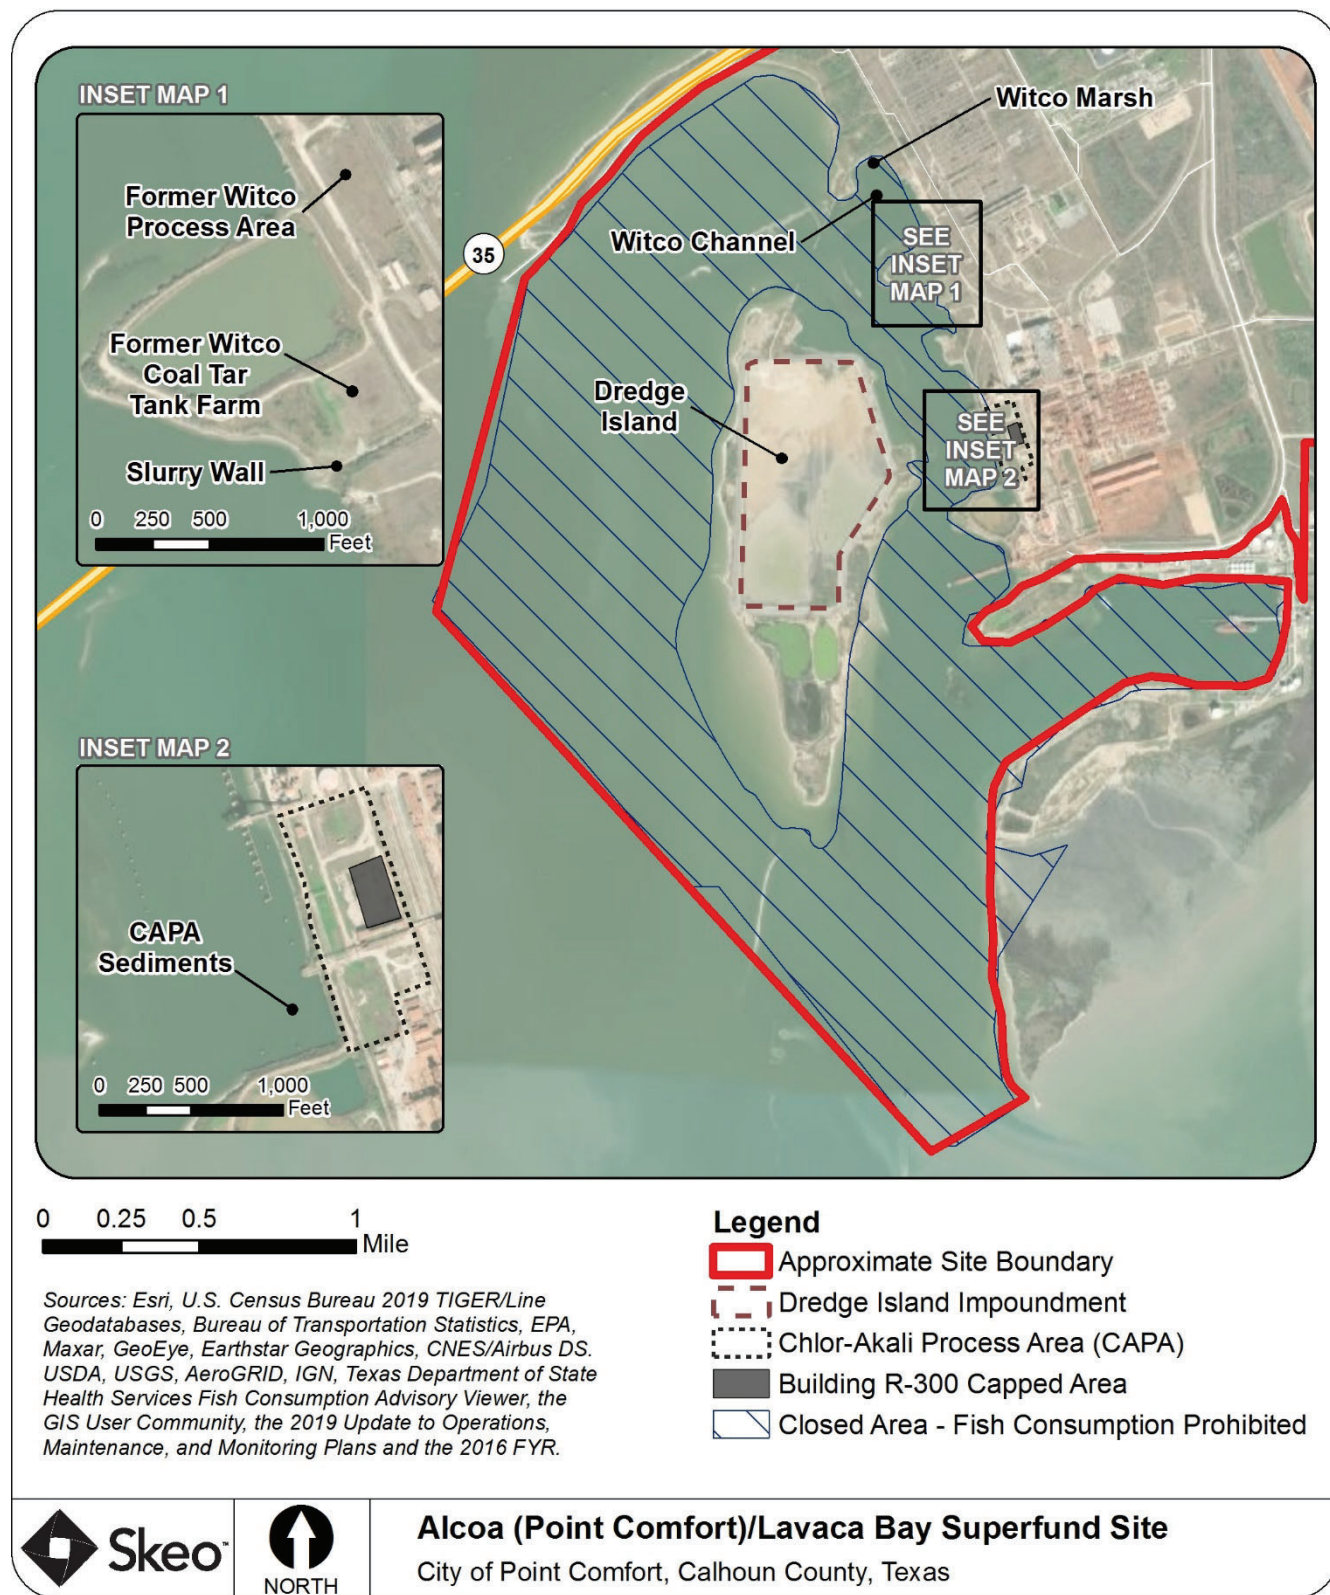 INSET MAP 1
Former Witco
Process Area
Former Witco
Coal Tar
Tank Farm
Slurry Wall
0 250 500 1,000
Feet
35
Witco Marsh
Witco Channel
SEE
INSET
MAP 1
Dredge
Island
SEE
INSET
MAP 2
INSET MAP 2
CAPA
Sediments
0 250 500 1,000
Feet
0 0.25 0.5 1
Mile
Sources: Esri, U.S. Census Bureau 2019 TIGER/Line
Geodatabases, Bureau of Transportation Statistics, EPA,
Maxar, GeoEye, Earthstar Geographics, CNES/Airbus DS.
USDA, USGS, AeroGRID, IGN, Texas Department of State
Health Services Fish Consumption Advisory Viewer, the
GIS User Community, the 2019 Update to Operations,
Maintenance, and Monitoring Plans and the 2016 FYR.
Legend
Approximate Site Boundary
Dredge Island Impoundment
Chlor-Akali Process Area (CAPA)
Building R-300 Capped Area
Closed Area - Fish Consumption Prohibited
Skeo™
NORTH
Alcoa (Point Comfort)/Lavaca Bay Superfund Site
City of Point Comfort, Calhoun County, Texas